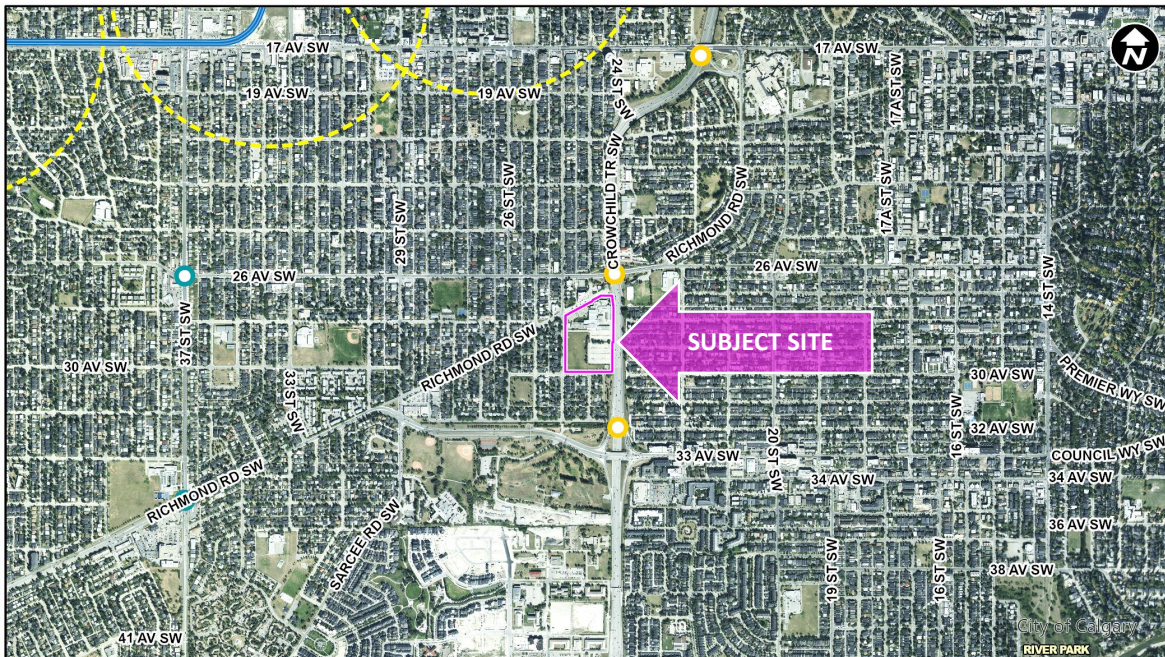 17 AV SW
17 AV SW
N
19 AV SW
19 AV SW
24 ST SW
17A ST SW
CROWCHILD TR SW
RICHMOND RD SW
26 ST SW
29 ST SW
17A ST SW
26 AV SW
26 AV SW
14 ST SW
37 ST SW
SUBJECT SITE
30 AV SW
33 ST SW
RICHMOND RD SW
30 AV SW
PREMIER WY SW
16 ST SW
32 AV SW
20 ST SW
33 AV SW
COUNCIL WY SW
34 AV SW
34 AV SW
RICHMOND RD SW
SARCEE RD SW
36 AV SW
19 ST SW
16 ST SW
38 AV SW
41 AV SW
City of Calgary
RIVER PARK